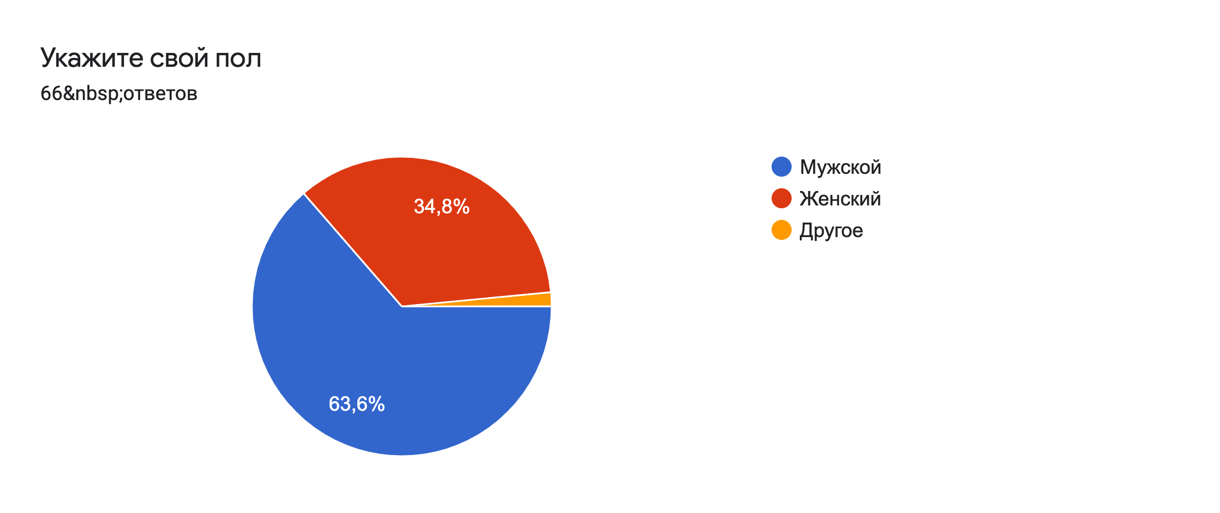 Укажите свой пол
66&nbsp;ответов
34,8%
63,6%
Мужской
Женский
Другое